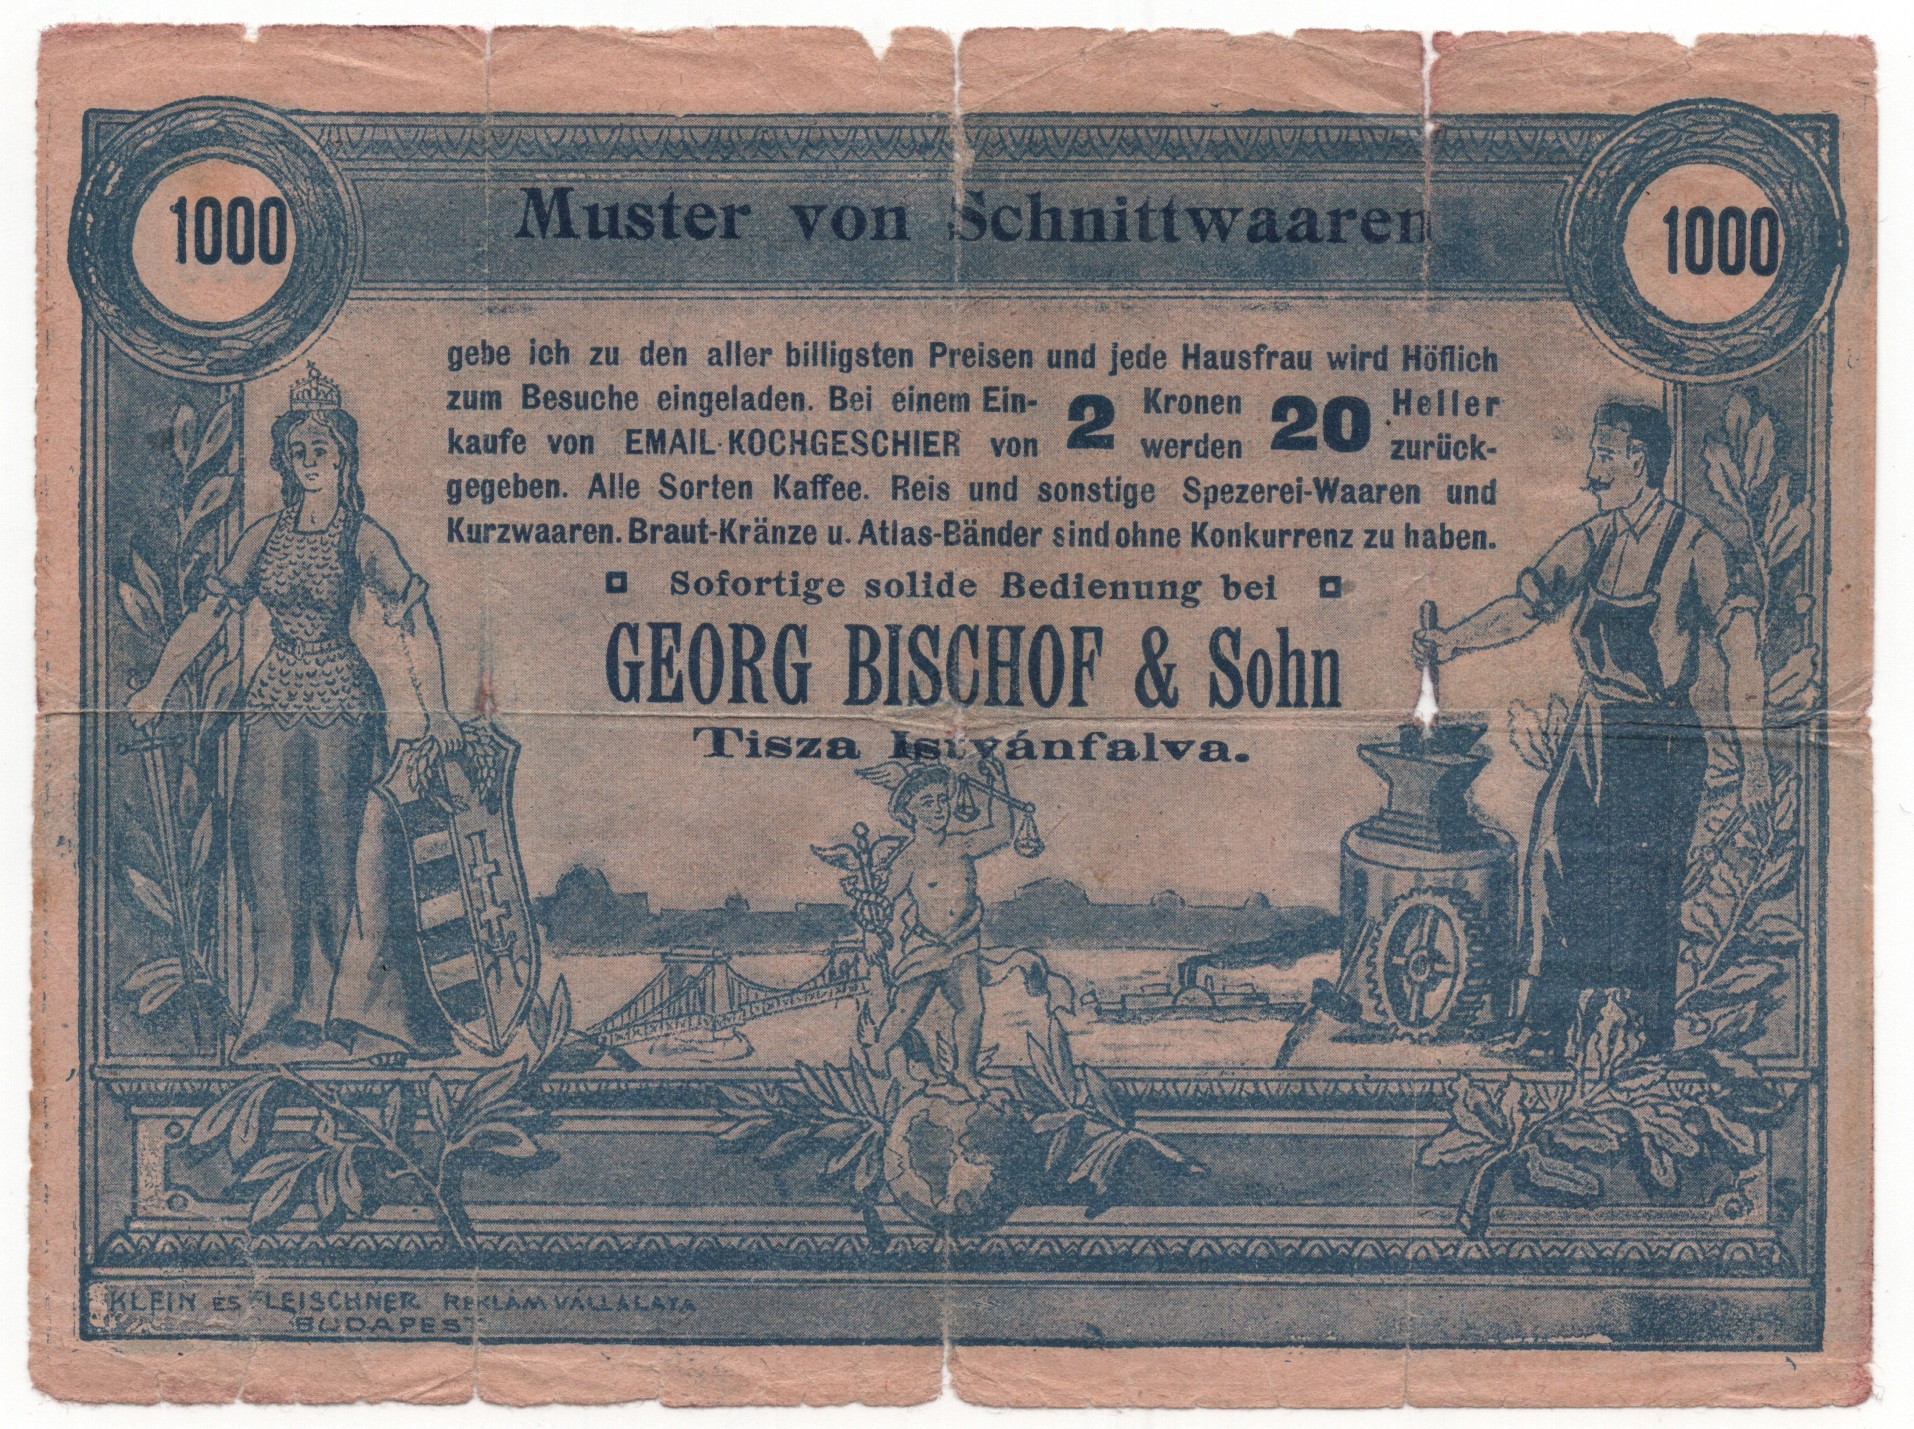 1000
1000
Muster von Schnittwaaren
gebe ich zu den aller billigsten Preisen und jede Hausfrau wird Höflich
zum Besuche eingeladen. Bei einem Ein- 2 Kronen 20 Heller
kaufe von EMAIL-KOCHGESCHIER von werden zurück-
gegeben. Alle Sorten Kaffee. Reis und sonstige Spezerei-Waaren und
Kurzwaaren. Braut-Kränze u. Atlas-Bänder sind ohne Konkurrenz zu haben.
Sofortige solide Bedienung bei
GEORG BISCHOF & Sohn
Tisza Istvánfalva.
KLEIN ÉS FLEISCHNER REKLÁM VÁLLALATA
BUDAPEST